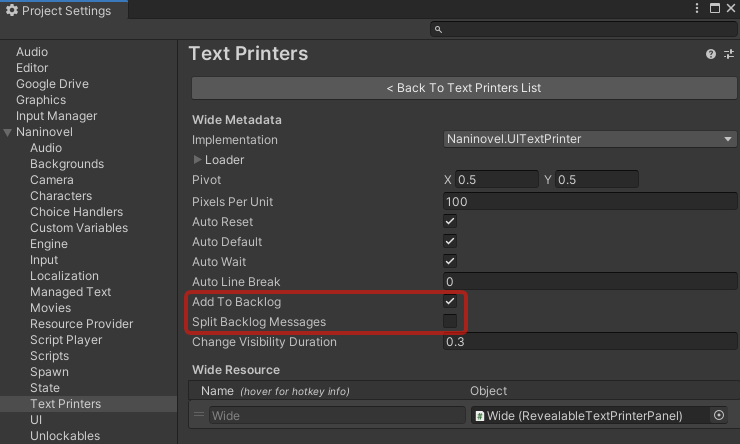 Project Settings
Audio
Editor
Google Drive
Graphics
Input Manager
Naninovel
Audio
Backgrounds
Camera
Characters
Choice Handlers
Custom Variables
Engine
Input
Localization
Managed Text
Movies
Resource Provider
Script Player
Scripts
Spawn
State
Text Printers
UI
Unlockables
Text Printers
< Back To Text Printers List
Wide Metadata
Implementation Naninovel.UITextPrinter
Loader
Pivot X 0.5 Y 0.5
Pixels Per Unit 100
Auto Reset
Auto Default
Auto Wait
Auto Line Break 0
Add To Backlog
Split Backlog Messages
Change Visibility Duration 0.3
Wide Resource
Name (hover for hotkey info) Object
Wide Wide (RevealableTextPrinterPanel)